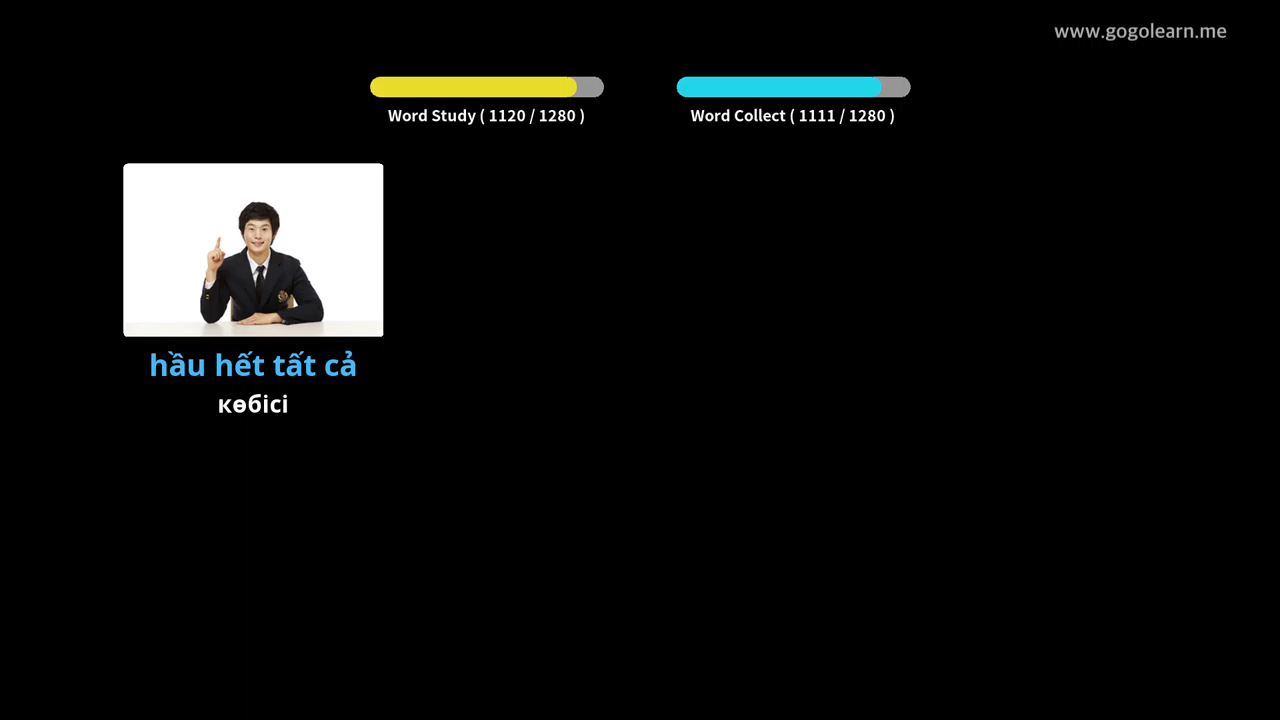 www.gogolearn.me
Word Study ( 1120 / 1280 )
Word Collect ( 1111 / 1280 )
hầu hết tất cả
көбісі